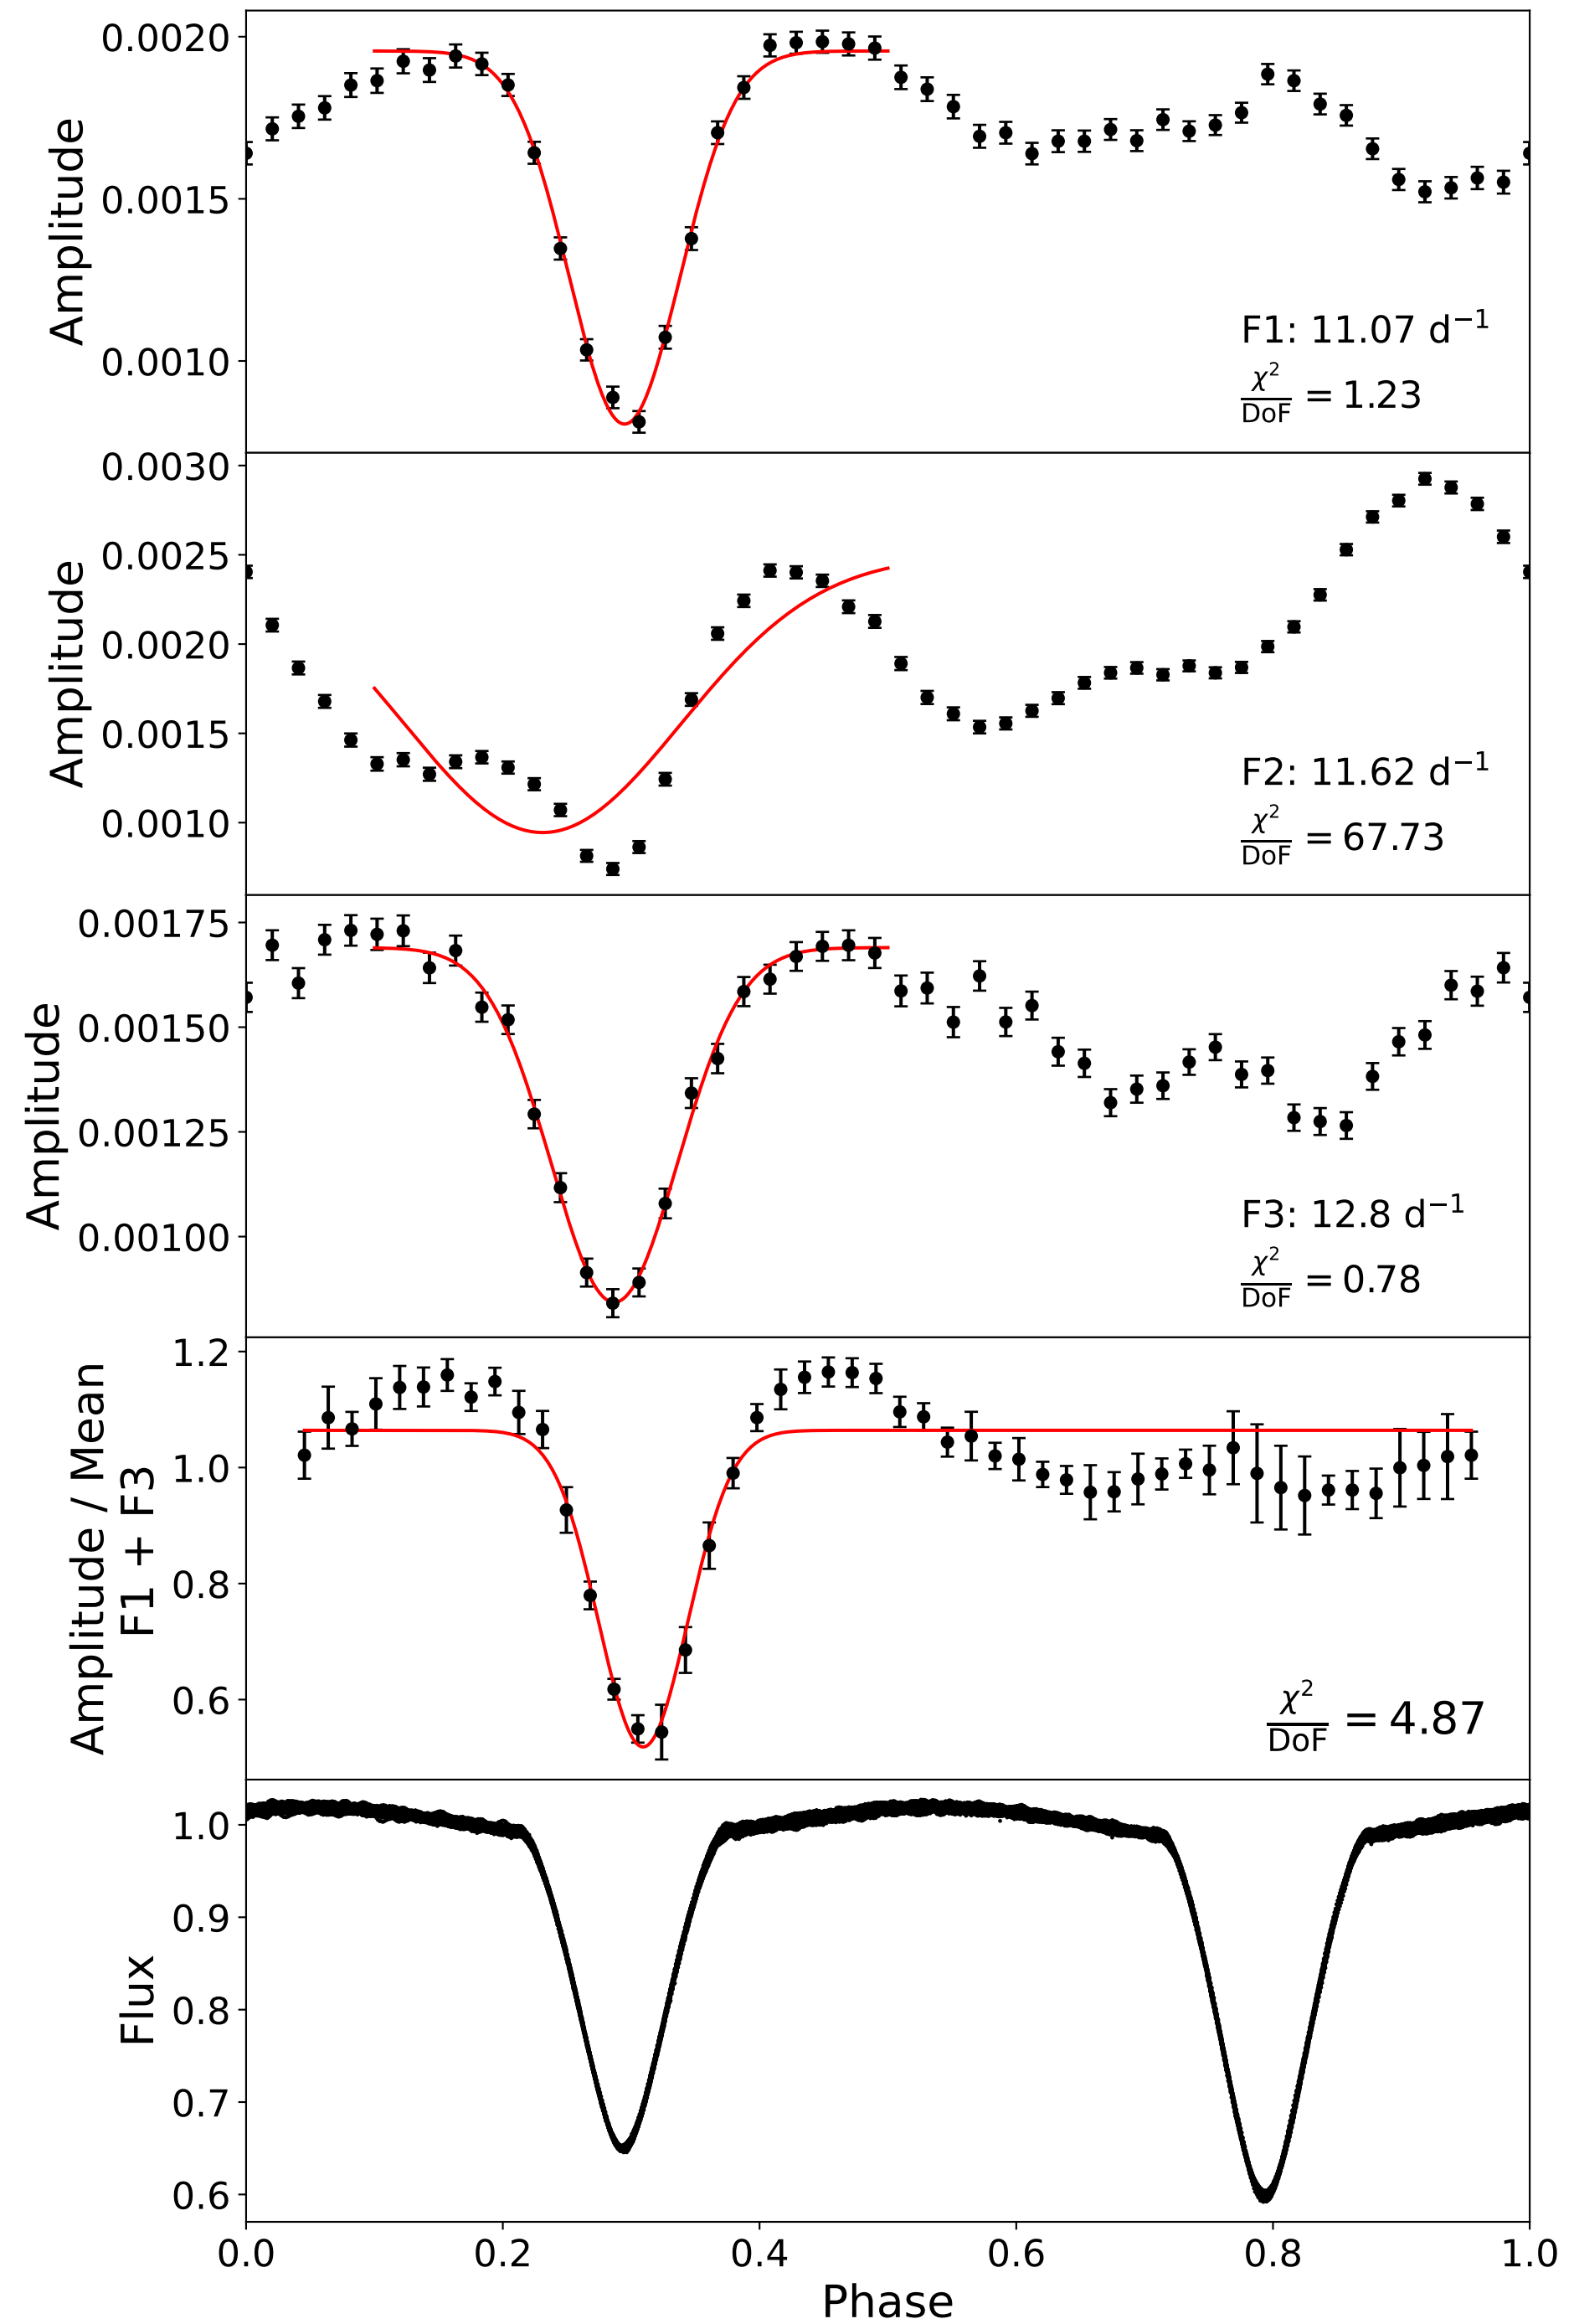 0.0020
0.0015
0.0010
Amplitude
F1: 11.07 d⁻¹
χ²/DoF = 1.23
0.0030
0.0025
0.0020
0.0015
0.0010
Amplitude
F2: 11.62 d⁻¹
χ²/DoF = 67.73
0.00175
0.00150
0.00125
0.00100
Amplitude
F3: 12.8 d⁻¹
χ²/DoF = 0.78
1.2
1.0
0.8
0.6
Amplitude / Mean
F1 + F3
χ²/DoF = 4.87
1.0
0.9
0.8
0.7
0.6
Flux
0.0 0.2 0.4 0.6 0.8 1.0
Phase